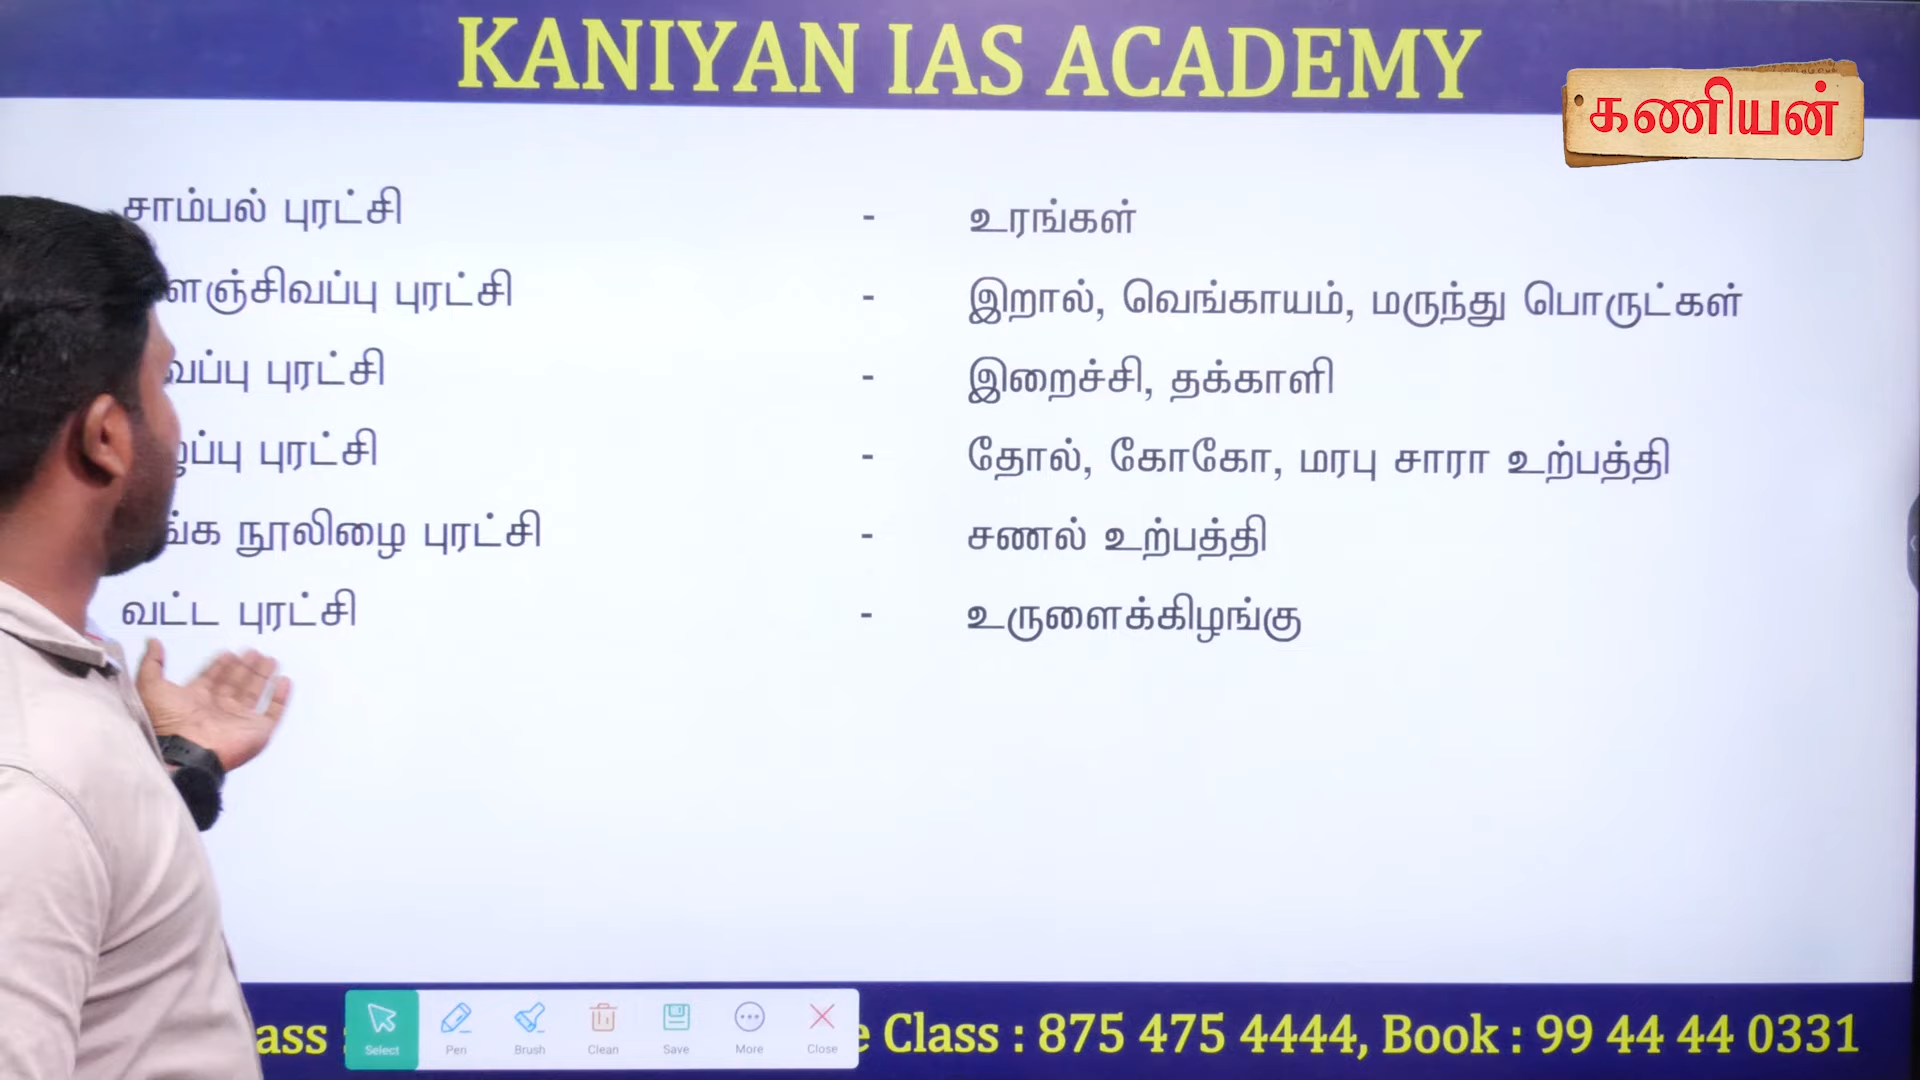 KANIYAN IAS ACADEMY
கணியன்
சாம்பல் புரட்சி - உரங்கள்
புரட்சி - இறால், வெங்காயம், மருந்து பொருட்கள்
புரட்சி - இறைச்சி, தக்காளி
புரட்சி - தோல், கோகோ, மரபு சாரா உற்பத்தி
நூலிழை புரட்சி - சணல் உற்பத்தி
வட்ட புரட்சி - உருளைக்கிழங்கு
Class : 875 475 4444, Book : 99 44 44 0331
Select Pen Brush Clean Save More Close